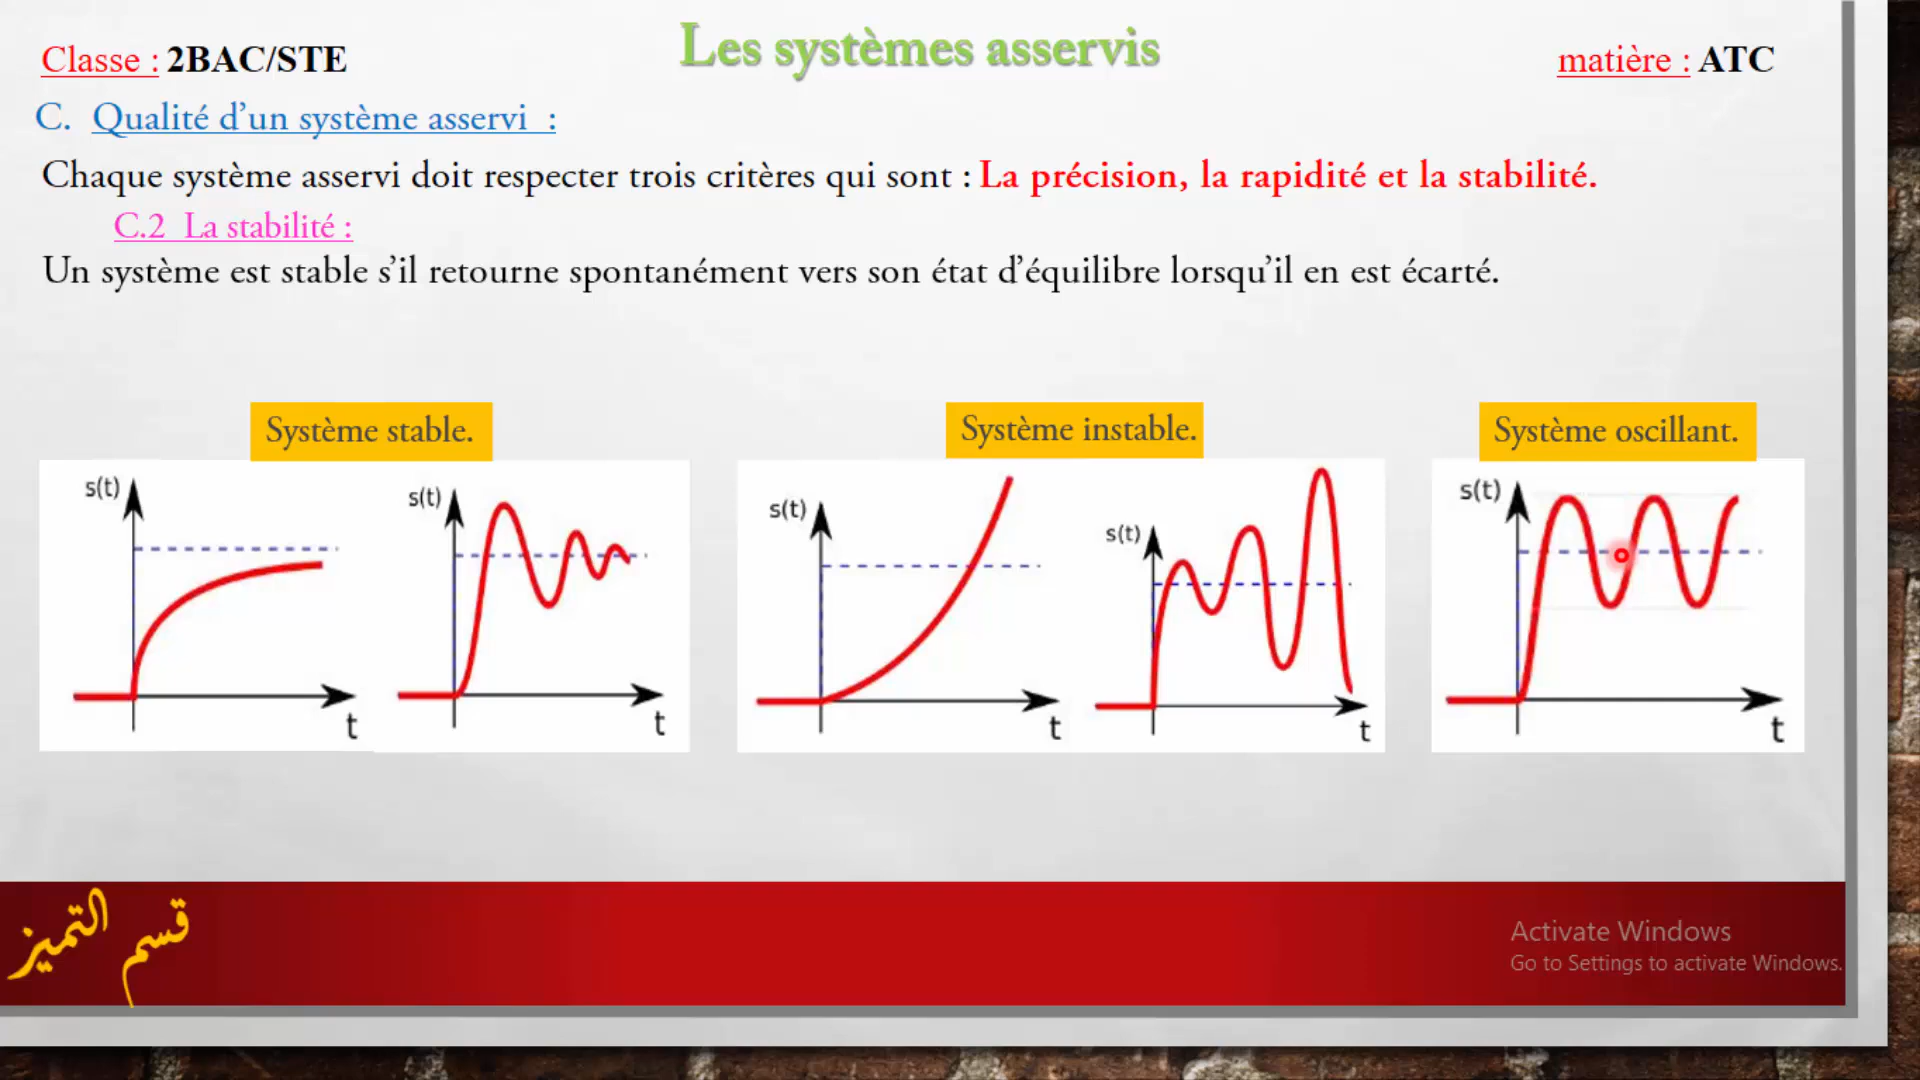 Les systèmes asservis
Classe : 2BAC/STE
matière : ATC
C. Qualité d’un système asservi :
Chaque système asservi doit respecter trois critères qui sont : La précision, la rapidité et la stabilité.
C.2 La stabilité :
Un système est stable s’il retourne spontanément vers son état d’équilibre lorsqu’il en est écarté.
Système stable.
Système instable.
Système oscillant.
s(t)
t
s(t)
t
s(t)
t
s(t)
t
s(t)
t
قسم التميز
Activate Windows
Go to Settings to activate Windows.